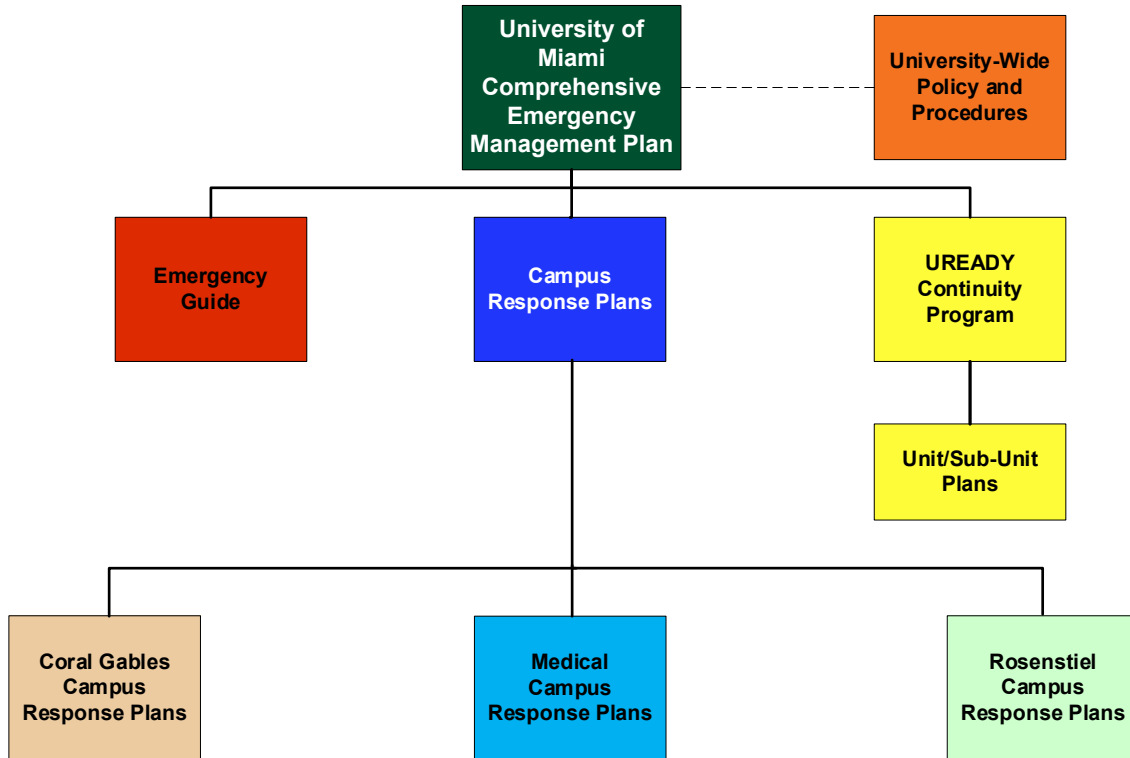 University of
Miami
Comprehensive
Emergency
Management Plan
University-Wide
Policy and
Procedures
Emergency
Guide
Campus
Response Plans
UREADY
Continuity
Program
Unit/Sub-Unit
Plans
Coral Gables
Campus
Response Plans
Medical
Campus
Response Plans
Rosenstiel
Campus
Response Plans